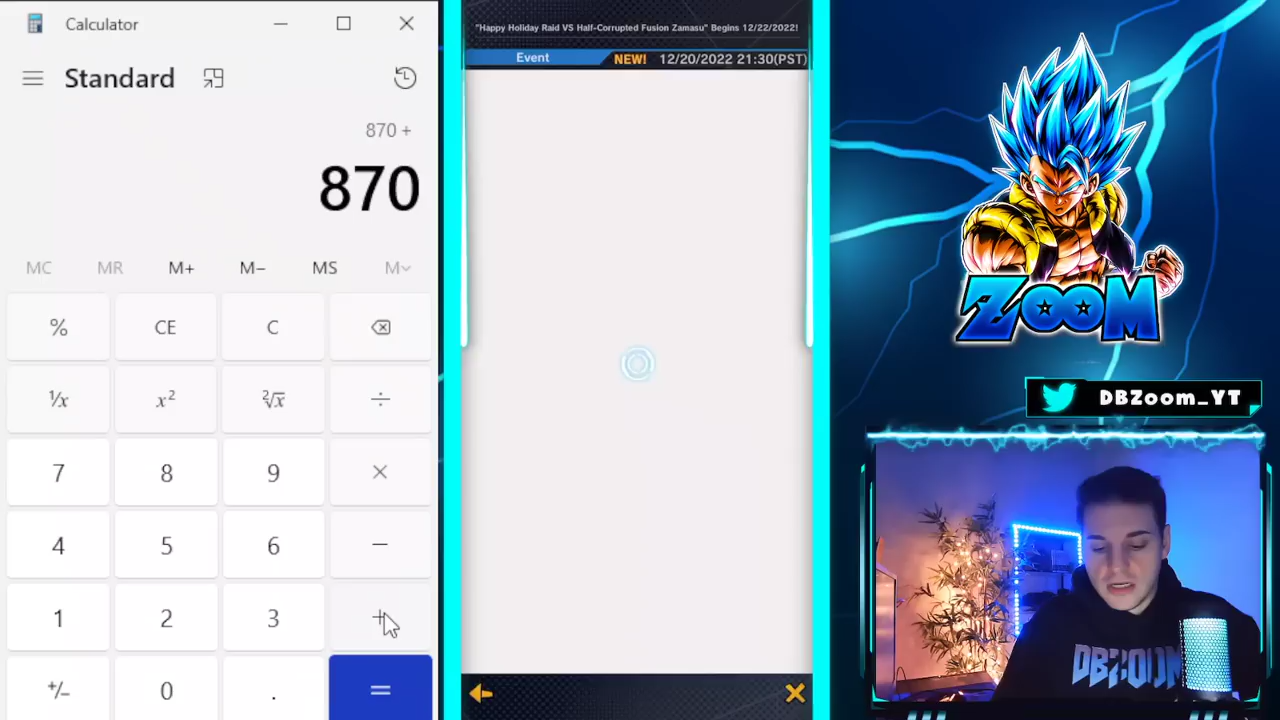 Calculator
Standard
870 +
870
MC MR M+ M− MS M
% CE C
⅟x x² ²√x ÷
7 8 9 ×
4 5 6 −
1 2 3 +
+/− 0 . =
"Happy Holiday Raid VS Half-Corrupted Fusion Zamasu" Begins 12/22/2022!
Event NEW! 12/20/2022 21:30(PST)
ZOOM
DBZoom_YT
DBZOOM